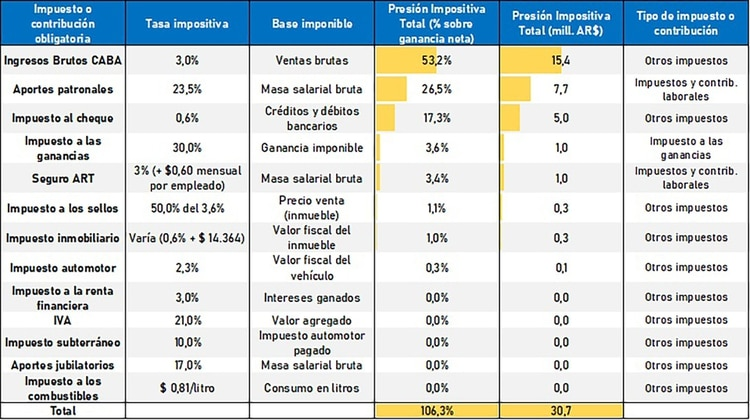 Impuesto o contribución obligatoria | Tasa impositiva | Base imponible | Presión Impositiva Total (% sobre ganancia neta) | Presión Impositiva Total (mill. AR$) | Tipo de impuesto o contribución
Ingresos Brutos CABA | 3,0% | Ventas brutas | 53,2% | 15,4 | Otros impuestos
Aportes patronales | 23,5% | Masa salarial bruta | 26,5% | 7,7 | Impuestos y contrib. laborales
Impuesto al cheque | 0,6% | Créditos y débitos bancarios | 17,3% | 5,0 | Otros impuestos
Impuesto a las ganancias | 30,0% | Ganancia imponible | 3,6% | 1,0 | Impuesto a las ganancias
Seguro ART | 3% (+ $0,60 mensual por empleado) | Masa salarial bruta | 3,4% | 1,0 | Impuestos y contrib. laborales
Impuesto a los sellos | 50,0% del 3,6% | Precio venta (inmueble) | 1,1% | 0,3 | Otros impuestos
Impuesto inmobiliario | Varía (0,6% + $ 14.364) | Valor fiscal del inmueble | 1,0% | 0,3 | Otros impuestos
Impuesto automotor | 2,3% | Valor fiscal del vehículo | 0,3% | 0,1 | Otros impuestos
Impuesto a la renta financiera | 3,0% | Intereses ganados | 0,0% | 0,0 | Otros impuestos
IVA | 21,0% | Valor agregado | 0,0% | 0,0 | Otros impuestos
Impuesto subterráneo | 10,0% | Impuesto automotor pagado | 0,0% | 0,0 | Otros impuestos
Aportes jubilatorios | 17,0% | Masa salarial bruta | 0,0% | 0,0 | Otros impuestos
Impuesto a los combustibles | $ 0,81/litro | Consumo en litros | 0,0% | 0,0 | Otros impuestos
Total | 106,3% | 30,7